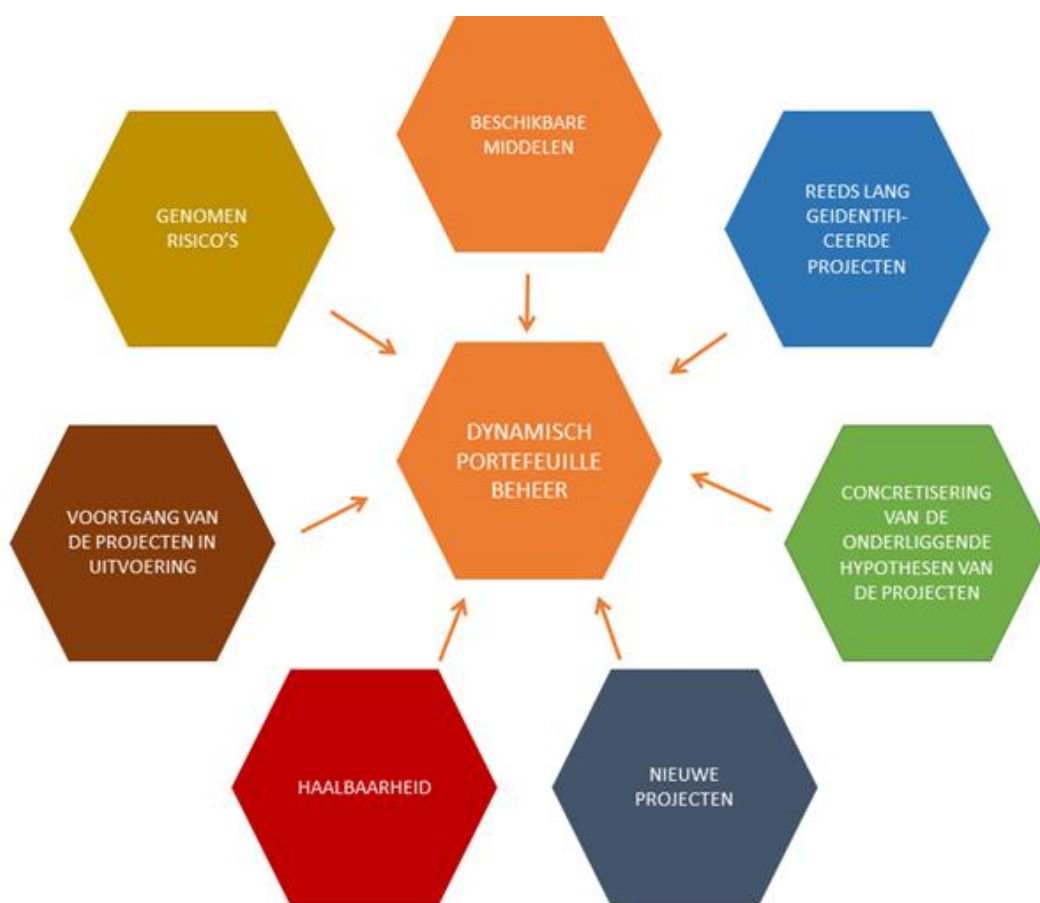 BESCHIKBARE
MIDDELEN
GENOMEN
RISICO'S
REEDS LANG
GEIDENTIFI-
CEERDE
PROJECTEN
DYNAMISCH
PORTEFEUILLE
BEHEER
VOORTGANG VAN
DE PROJECTEN IN
UITVOERING
CONCRETISERING
VAN DE
ONDERLIGGENDE
HYPOTHESEN VAN
DE PROJECTEN
HAALBAARHEID
NIEUWE
PROJECTEN